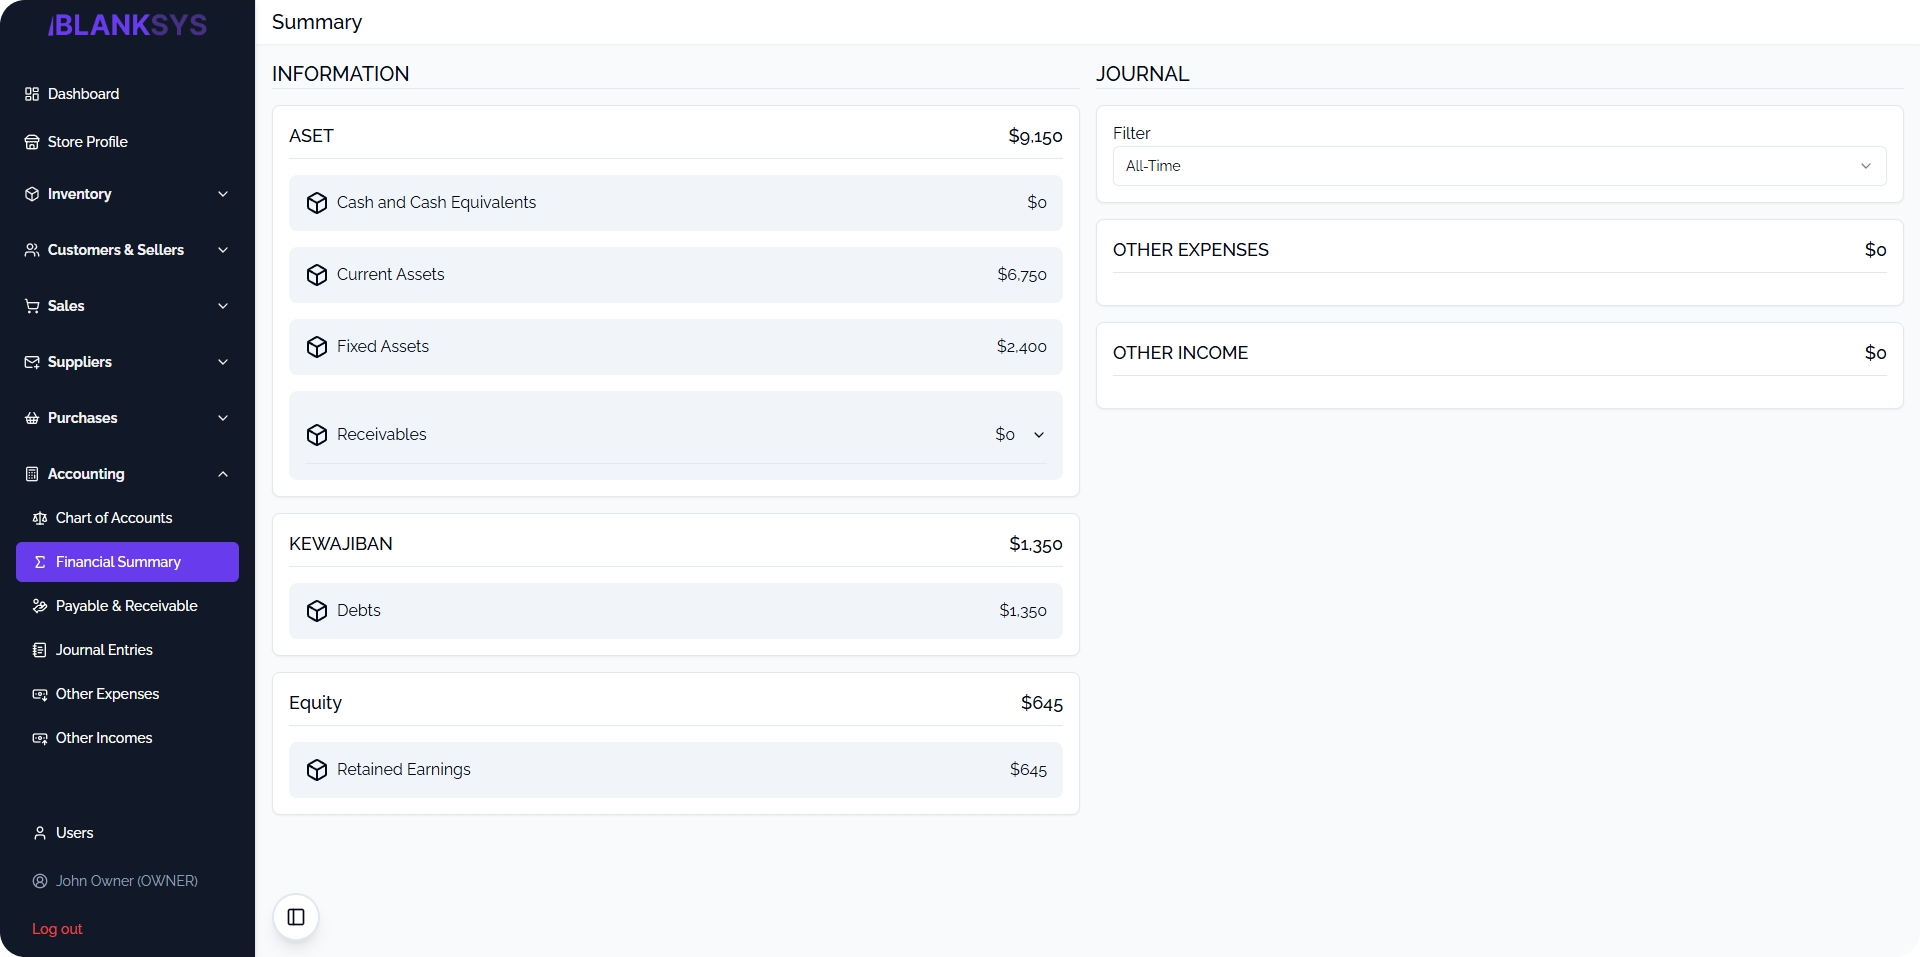 BLANKSYS
Dashboard
Store Profile
Inventory
Customers & Sellers
Sales
Suppliers
Purchases
Accounting
Chart of Accounts
Financial Summary
Payable & Receivable
Journal Entries
Other Expenses
Other Incomes
Users
John Owner (OWNER)
Log out
Summary
INFORMATION
ASET $9,150
Cash and Cash Equivalents $0
Current Assets $6,750
Fixed Assets $2,400
Receivables $0
KEWAJIBAN $1,350
Debts $1,350
Equity $645
Retained Earnings $645
JOURNAL
Filter
All-Time
OTHER EXPENSES $0
OTHER INCOME $0